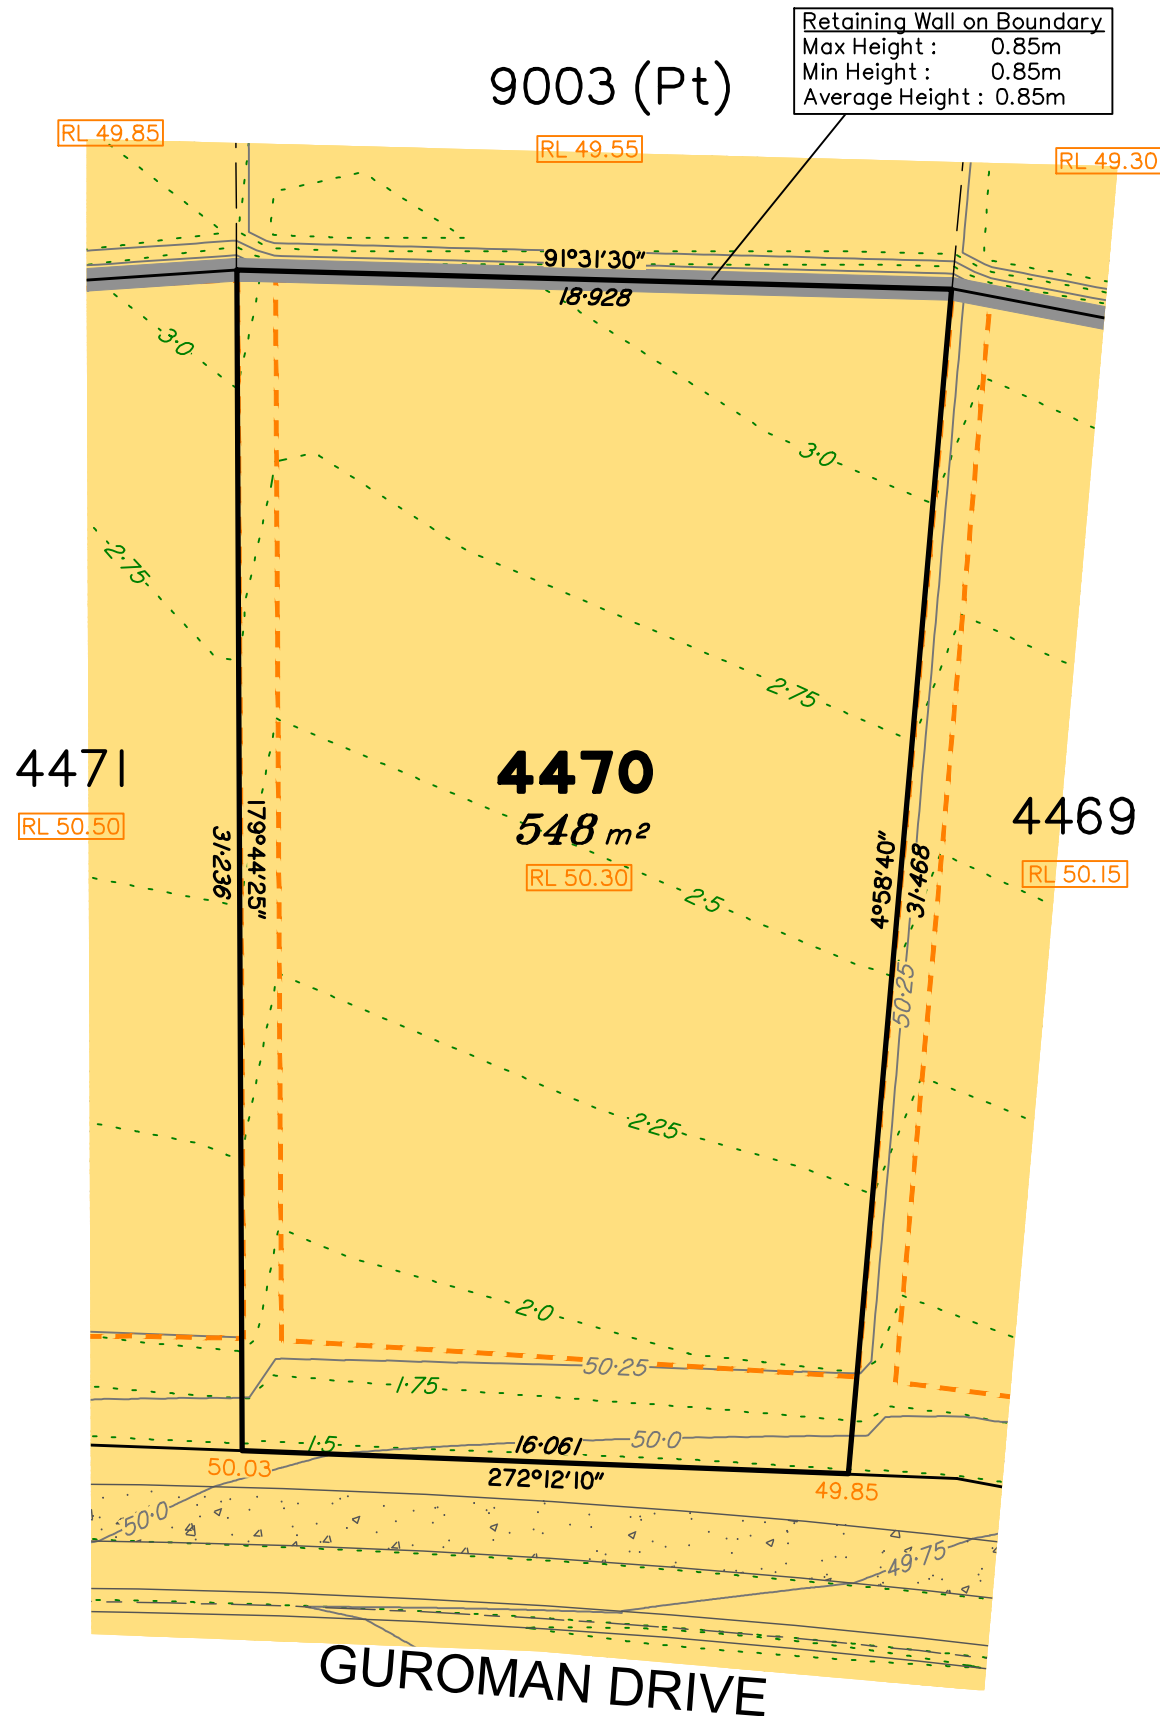 Retaining Wall on Boundary
Max Height : 0.85m
Min Height : 0.85m
Average Height : 0.85m
9003 (Pt)
RL 49.85
RL 49.55
RL 49.30
91°31'30"
18·928
3·0
3·0
2·75
2·75
4471
RL 50.50
31·236
179°44'25"
4470
548 m²
RL 50.30
4°58'40"
31·468
4469
RL 50.15
2·5
50·25
2·25
2·0
50·25
1·75
1·5
16·061
50·0
50.03
272°12'10"
49.85
50·0
49·75
GUROMAN DRIVE